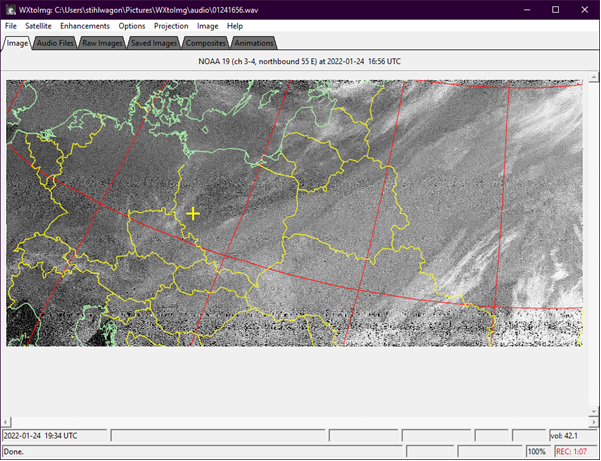 WXtoImg: C:\Users\stihlwagon\Pictures\WXtoImg\audio\01241656.wav
File Satellite Enhancements Options Projection Image Help
Image Audio Files Raw Images Saved Images Composites Animations
NOAA 19 (ch 3-4, northbound 55 E) at 2022-01-24 16:56 UTC
2022-01-24 19:34 UTC vol: 42.1
Done. 100% REC: 1:07